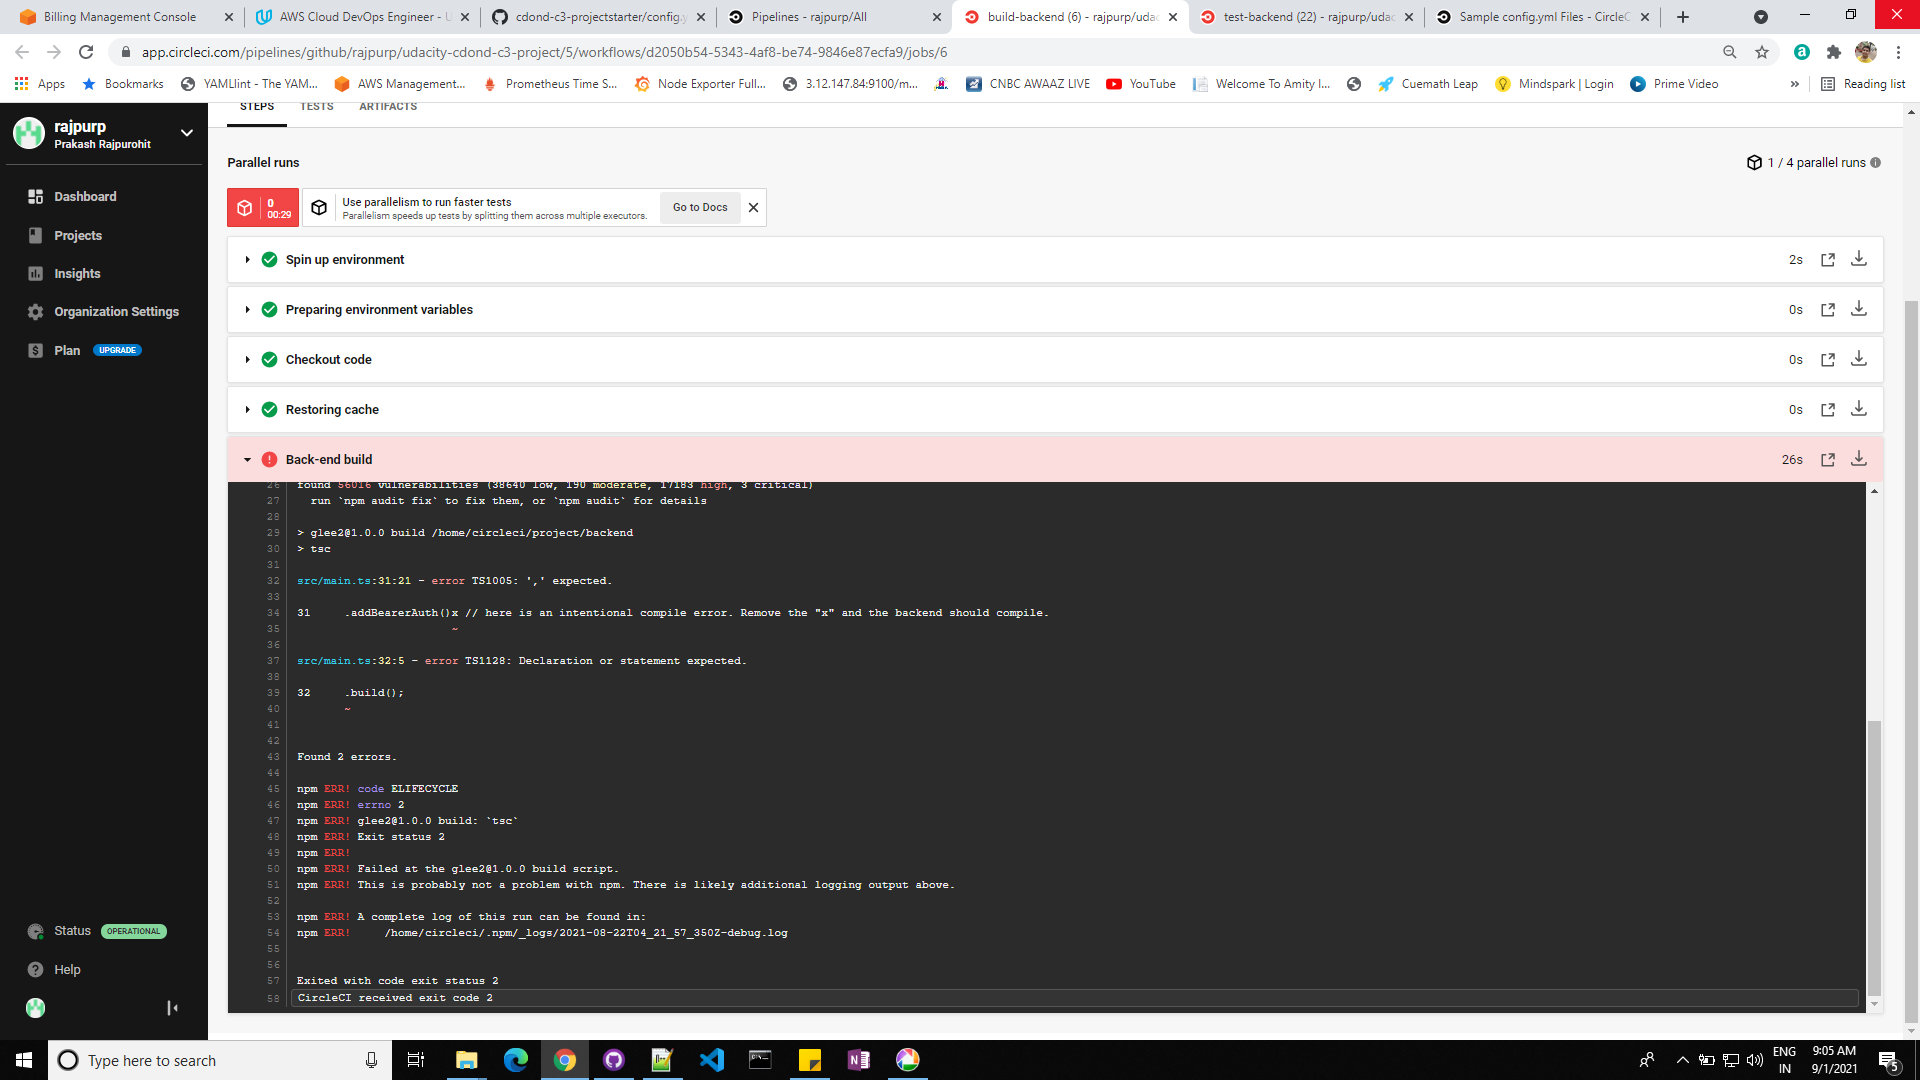 Billing Management Console
AWS Cloud DevOps Engineer - U
cdond-c3-projectstarter/config.y
Pipelines - rajpurp/All
build-backend (6) - rajpurp/udac
test-backend (22) - rajpurp/udac
Sample config.yml Files - CircleC
app.circleci.com/pipelines/github/rajpurp/udacity-cdond-c3-project/5/workflows/d2050b54-5343-4af8-be74-9846e87ecfa9/jobs/6
Apps
Bookmarks
YAMLlint - The YAM...
AWS Management...
Prometheus Time S...
Node Exporter Full...
3.12.147.84:9100/m...
CNBC AWAAZ LIVE
YouTube
Welcome To Amity I...
Cuemath Leap
Mindspark | Login
Prime Video
»
Reading list
rajpurp
Prakash Rajpurohit
Dashboard
Projects
Insights
Organization Settings
Plan UPGRADE
Status OPERATIONAL
Help
STEPS TESTS ARTIFACTS
Parallel runs
1 / 4 parallel runs
0
00:29
Use parallelism to run faster tests
Parallelism speeds up tests by splitting them across multiple executors.
Go to Docs
Spin up environment 2s
Preparing environment variables 0s
Checkout code 0s
Restoring cache 0s
Back-end build 26s
26 found 56016 vulnerabilities (38640 low, 190 moderate, 17183 high, 3 critical)
27 run `npm audit fix` to fix them, or `npm audit` for details
28
29 > glee2@1.0.0 build /home/circleci/project/backend
30 > tsc
31
32 src/main.ts:31:21 - error TS1005: ',' expected.
33
34 31 .addBearerAuth()x // here is an intentional compile error. Remove the "x" and the backend should compile.
35 ~
36
37 src/main.ts:32:5 - error TS1128: Declaration or statement expected.
38
39 32 .build();
40 ~
41
42
43 Found 2 errors.
44
45 npm ERR! code ELIFECYCLE
46 npm ERR! errno 2
47 npm ERR! glee2@1.0.0 build: `tsc`
48 npm ERR! Exit status 2
49 npm ERR!
50 npm ERR! Failed at the glee2@1.0.0 build script.
51 npm ERR! This is probably not a problem with npm. There is likely additional logging output above.
52
53 npm ERR! A complete log of this run can be found in:
54 npm ERR! /home/circleci/.npm/_logs/2021-08-22T04_21_57_350Z-debug.log
55
56
57 Exited with code exit status 2
58 CircleCI received exit code 2
Type here to search
ENG
IN
9:05 AM
9/1/2021
5